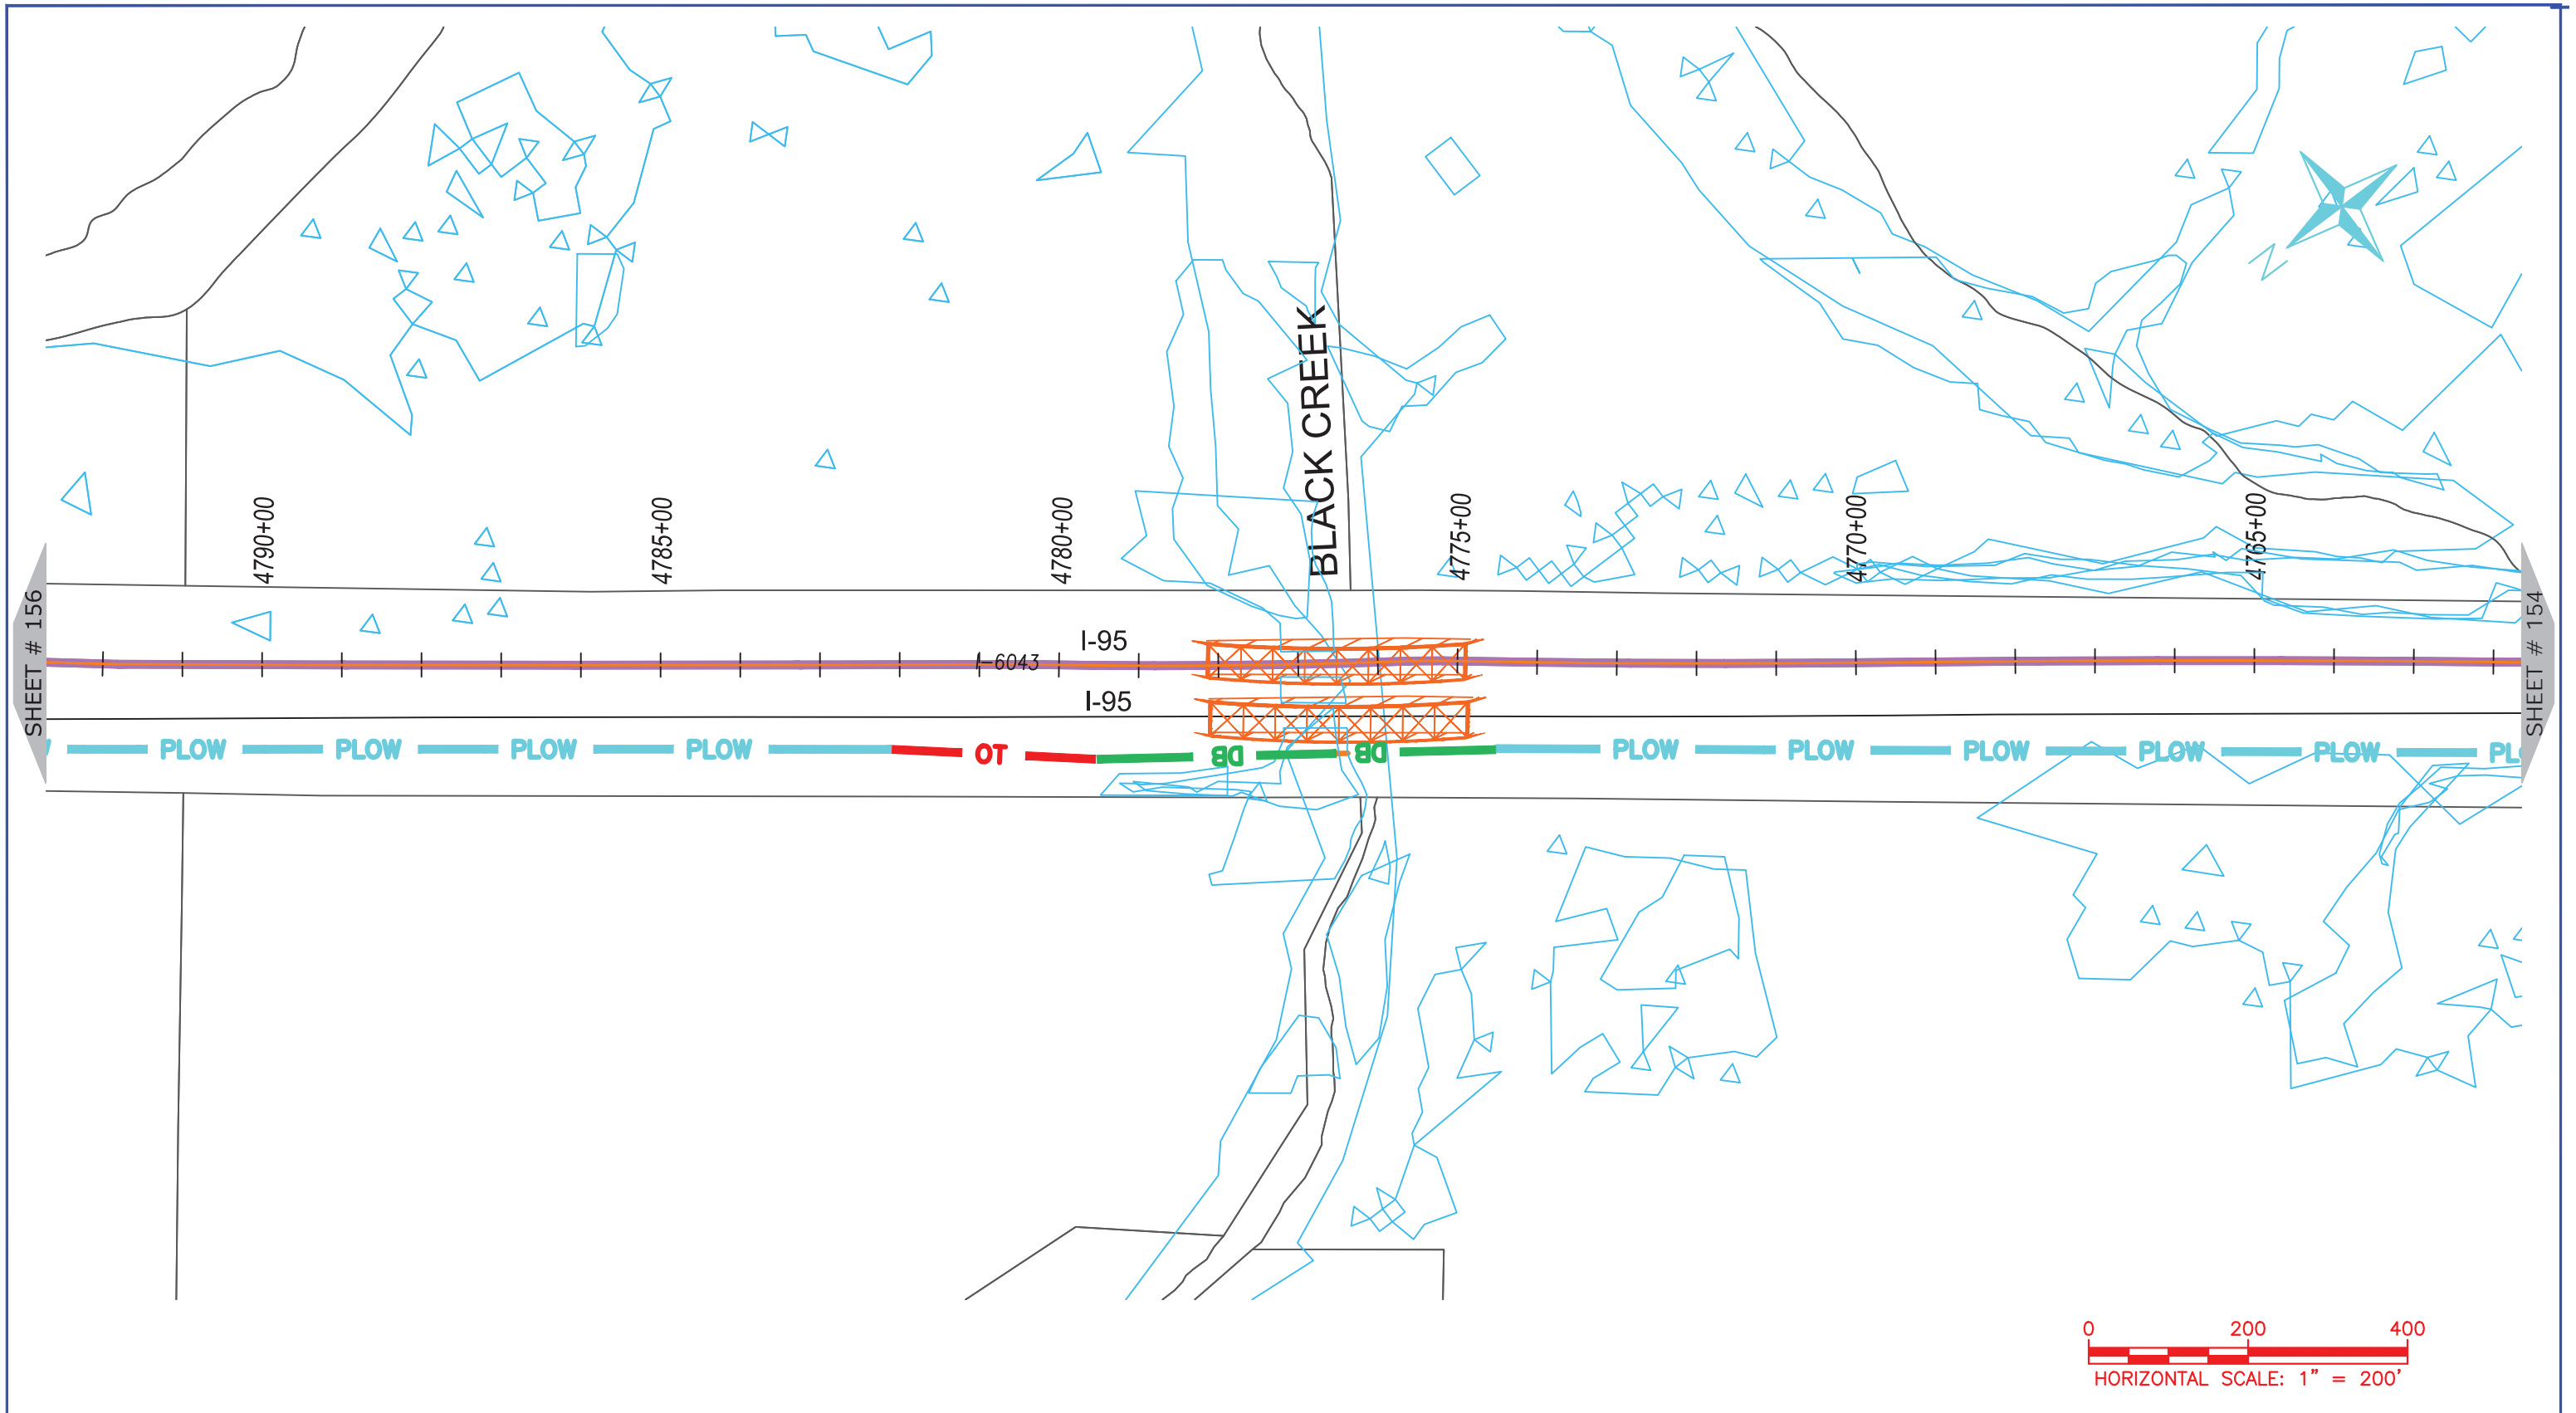 BLACK CREEK
4790+00
4785+00
4780+00
4775+00
4770+00
4765+00
N
SHEET # 156
SHEET # 154
I-95
I-6043
I-95
PLOW PLOW PLOW PLOW OT DB DB PLOW PLOW PLOW PLOW PLOW PL
0 200 400
HORIZONTAL SCALE: 1" = 200'